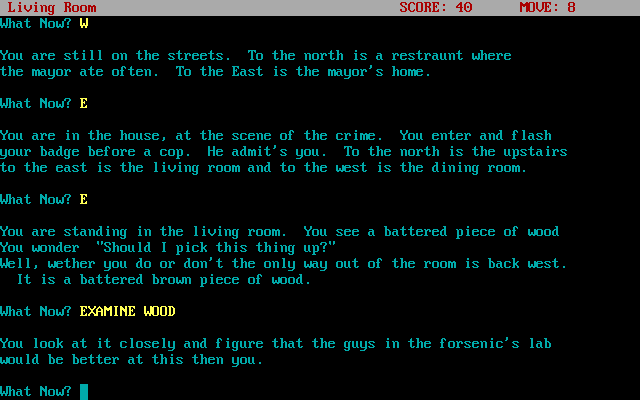 Living Room SCORE: 40 MOVE: 8
What Now? W
You are still on the streets.  To the north is a restraunt where
the mayor ate often.  To the East is the mayor's home.
What Now? E
You are in the house, at the scene of the crime.  You enter and flash
your badge before a cop.  He admit's you.  To the north is the upstairs
to the east is the living room and to the west is the dining room.
What Now? E
You are standing in the living room.  You see a battered piece of wood
You wonder  "Should I pick this thing up?"
Well, wether you do or don't the only way out of the room is back west.
It is a battered brown piece of wood.
What Now? EXAMINE WOOD
You look at it closely and figure that the guys in the forsenic's lab
would be better at this then you.
What Now?